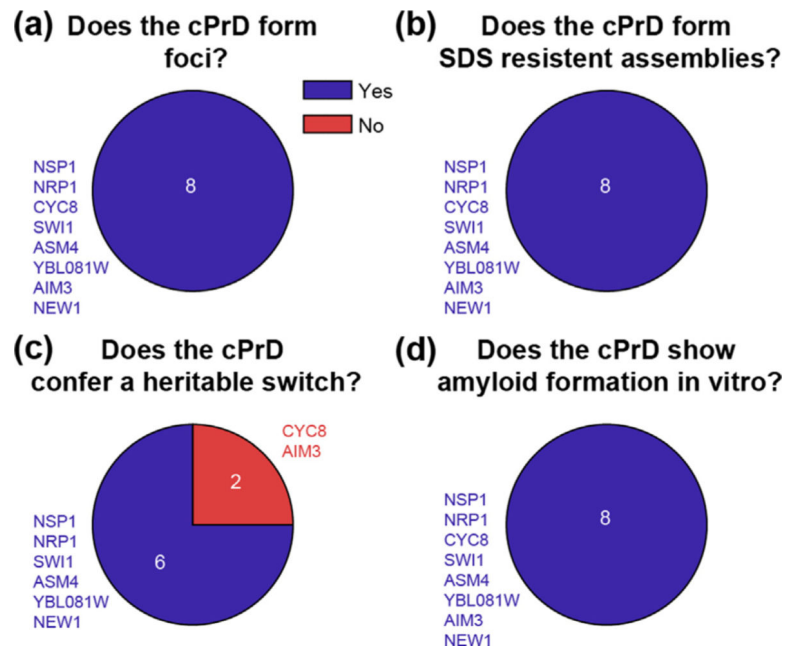 (a) Does the cPrD form
foci?
Yes
No
NSP1
NRP1
CYC8
SWI1
ASM4
YBL081W
AIM3
NEW1
8
(b) Does the cPrD form
SDS resistent assemblies?
NSP1
NRP1
CYC8
SWI1
ASM4
YBL081W
AIM3
NEW1
8
(c) Does the cPrD
confer a heritable switch?
CYC8
AIM3
2
NSP1
NRP1
SWI1
ASM4
YBL081W
NEW1
6
(d) Does the cPrD show
amyloid formation in vitro?
NSP1
NRP1
CYC8
SWI1
ASM4
YBL081W
AIM3
NEW1
8